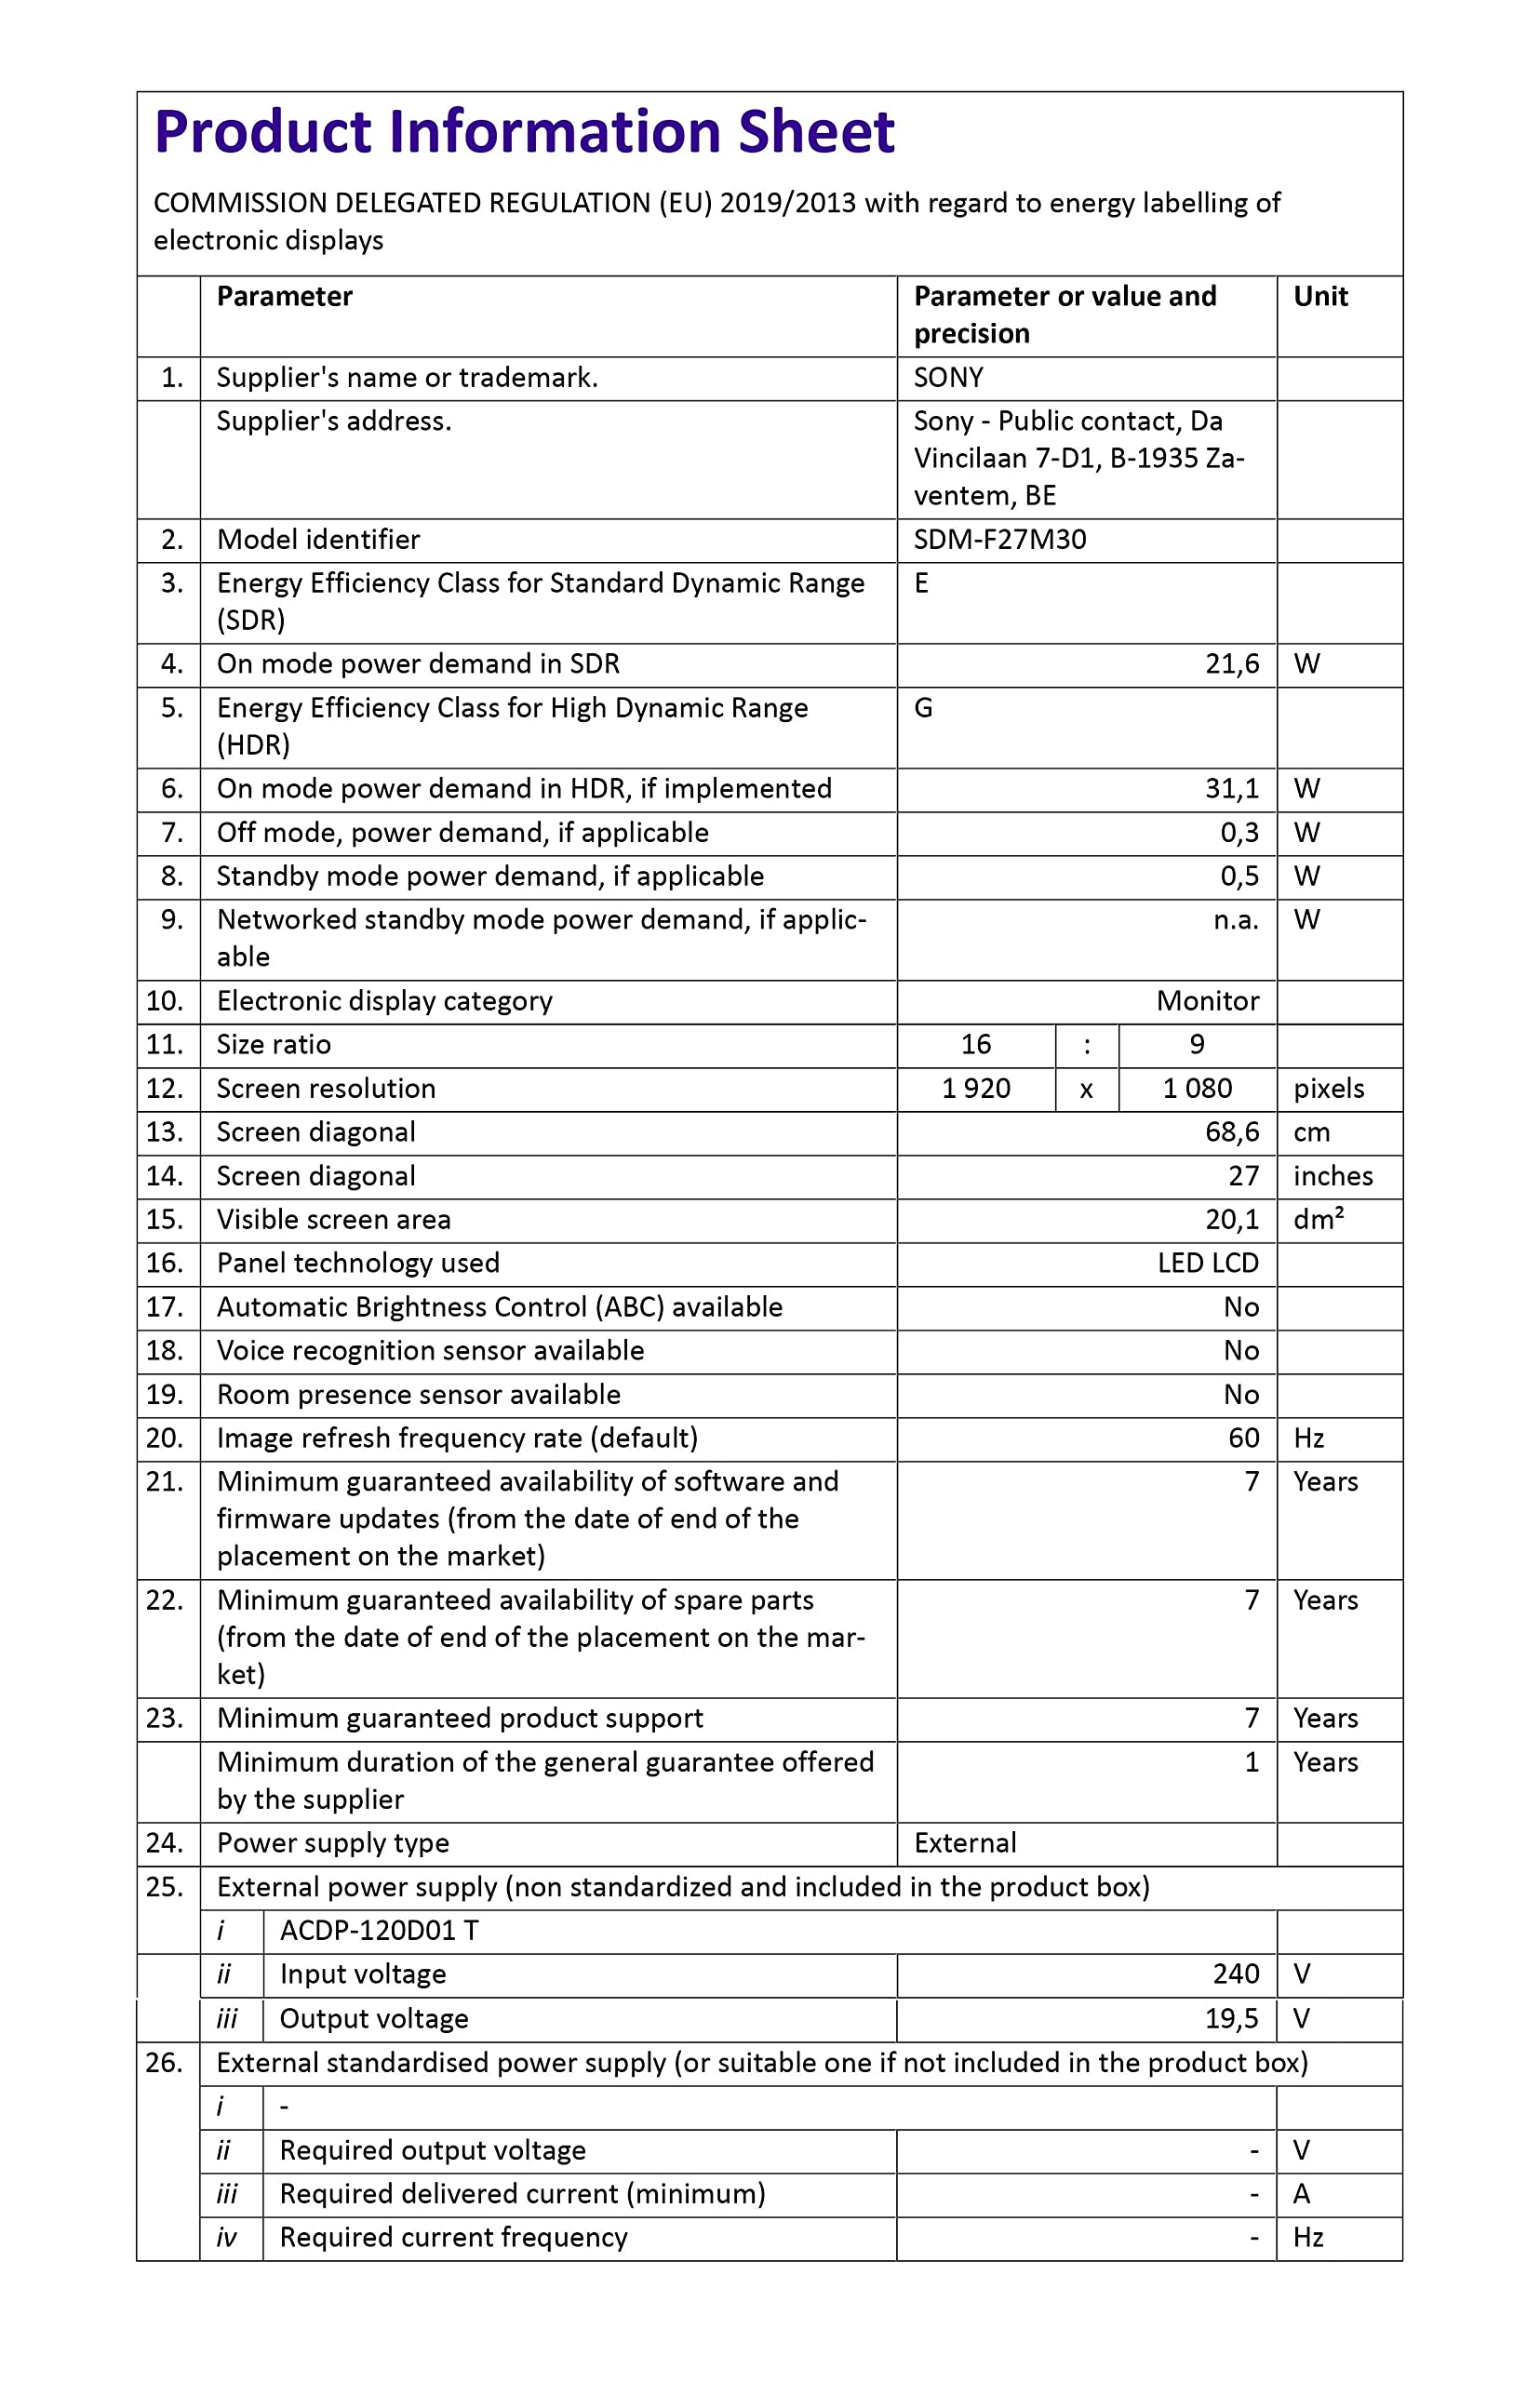 Product Information Sheet
COMMISSION DELEGATED REGULATION (EU) 2019/2013 with regard to energy labelling of
electronic displays
Parameter Parameter or value and Unit
precision
1. Supplier's name or trademark. SONY
Supplier's address. Sony - Public contact, Da
Vincilaan 7-D1, B-1935 Za-
ventem, BE
2. Model identifier SDM-F27M30
3. Energy Efficiency Class for Standard Dynamic Range E
(SDR)
4. On mode power demand in SDR 21,6 W
5. Energy Efficiency Class for High Dynamic Range G
(HDR)
6. On mode power demand in HDR, if implemented 31,1 W
7. Off mode, power demand, if applicable 0,3 W
8. Standby mode power demand, if applicable 0,5 W
9. Networked standby mode power demand, if applic- n.a. W
able
10. Electronic display category Monitor
11. Size ratio 16 : 9
12. Screen resolution 1 920 x 1 080 pixels
13. Screen diagonal 68,6 cm
14. Screen diagonal 27 inches
15. Visible screen area 20,1 dm²
16. Panel technology used LED LCD
17. Automatic Brightness Control (ABC) available No
18. Voice recognition sensor available No
19. Room presence sensor available No
20. Image refresh frequency rate (default) 60 Hz
21. Minimum guaranteed availability of software and 7 Years
firmware updates (from the date of end of the
placement on the market)
22. Minimum guaranteed availability of spare parts 7 Years
(from the date of end of the placement on the mar-
ket)
23. Minimum guaranteed product support 7 Years
Minimum duration of the general guarantee offered 1 Years
by the supplier
24. Power supply type External
25. External power supply (non standardized and included in the product box)
i ACDP-120D01 T
ii Input voltage 240 V
iii Output voltage 19,5 V
26. External standardised power supply (or suitable one if not included in the product box)
i -
ii Required output voltage - V
iii Required delivered current (minimum) - A
iv Required current frequency - Hz